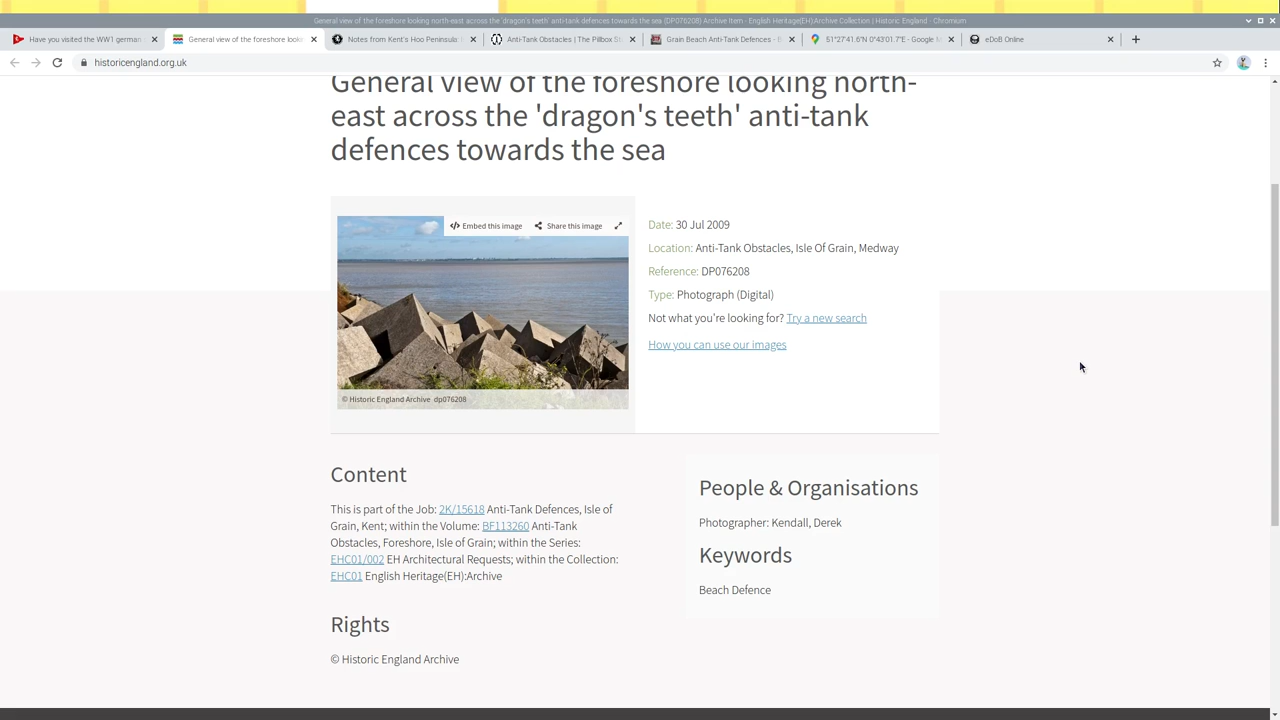 General view of the foreshore looking north-east across the 'dragon's teeth' anti-tank defences towards the sea (DP076208) Archive Item - English Heritage(EH):Archive Collection | Historic England - Chromium
Have you visited the WW1 german
General view of the foreshore look
Notes from Kent's Hoo Peninsula:
Anti-Tank Obstacles | The Pillbox St
Grain Beach Anti-Tank Defences -
51°27'41.6"N 0°43'01.7"E - Google
eDoB Online
historicengland.org.uk
General view of the foreshore looking north-
east across the 'dragon's teeth' anti-tank
defences towards the sea
Embed this image
Share this image
© Historic England Archive dp076208
Date: 30 Jul 2009
Location: Anti-Tank Obstacles, Isle Of Grain, Medway
Reference: DP076208
Type: Photograph (Digital)
Not what you're looking for? Try a new search
How you can use our images
Content
This is part of the Job: 2K/15618 Anti-Tank Defences, Isle of
Grain, Kent; within the Volume: BF113260 Anti-Tank
Obstacles, Foreshore, Isle of Grain; within the Series:
EHC01/002 EH Architectural Requests; within the Collection:
EHC01 English Heritage(EH):Archive
People & Organisations
Photographer: Kendall, Derek
Keywords
Beach Defence
Rights
© Historic England Archive